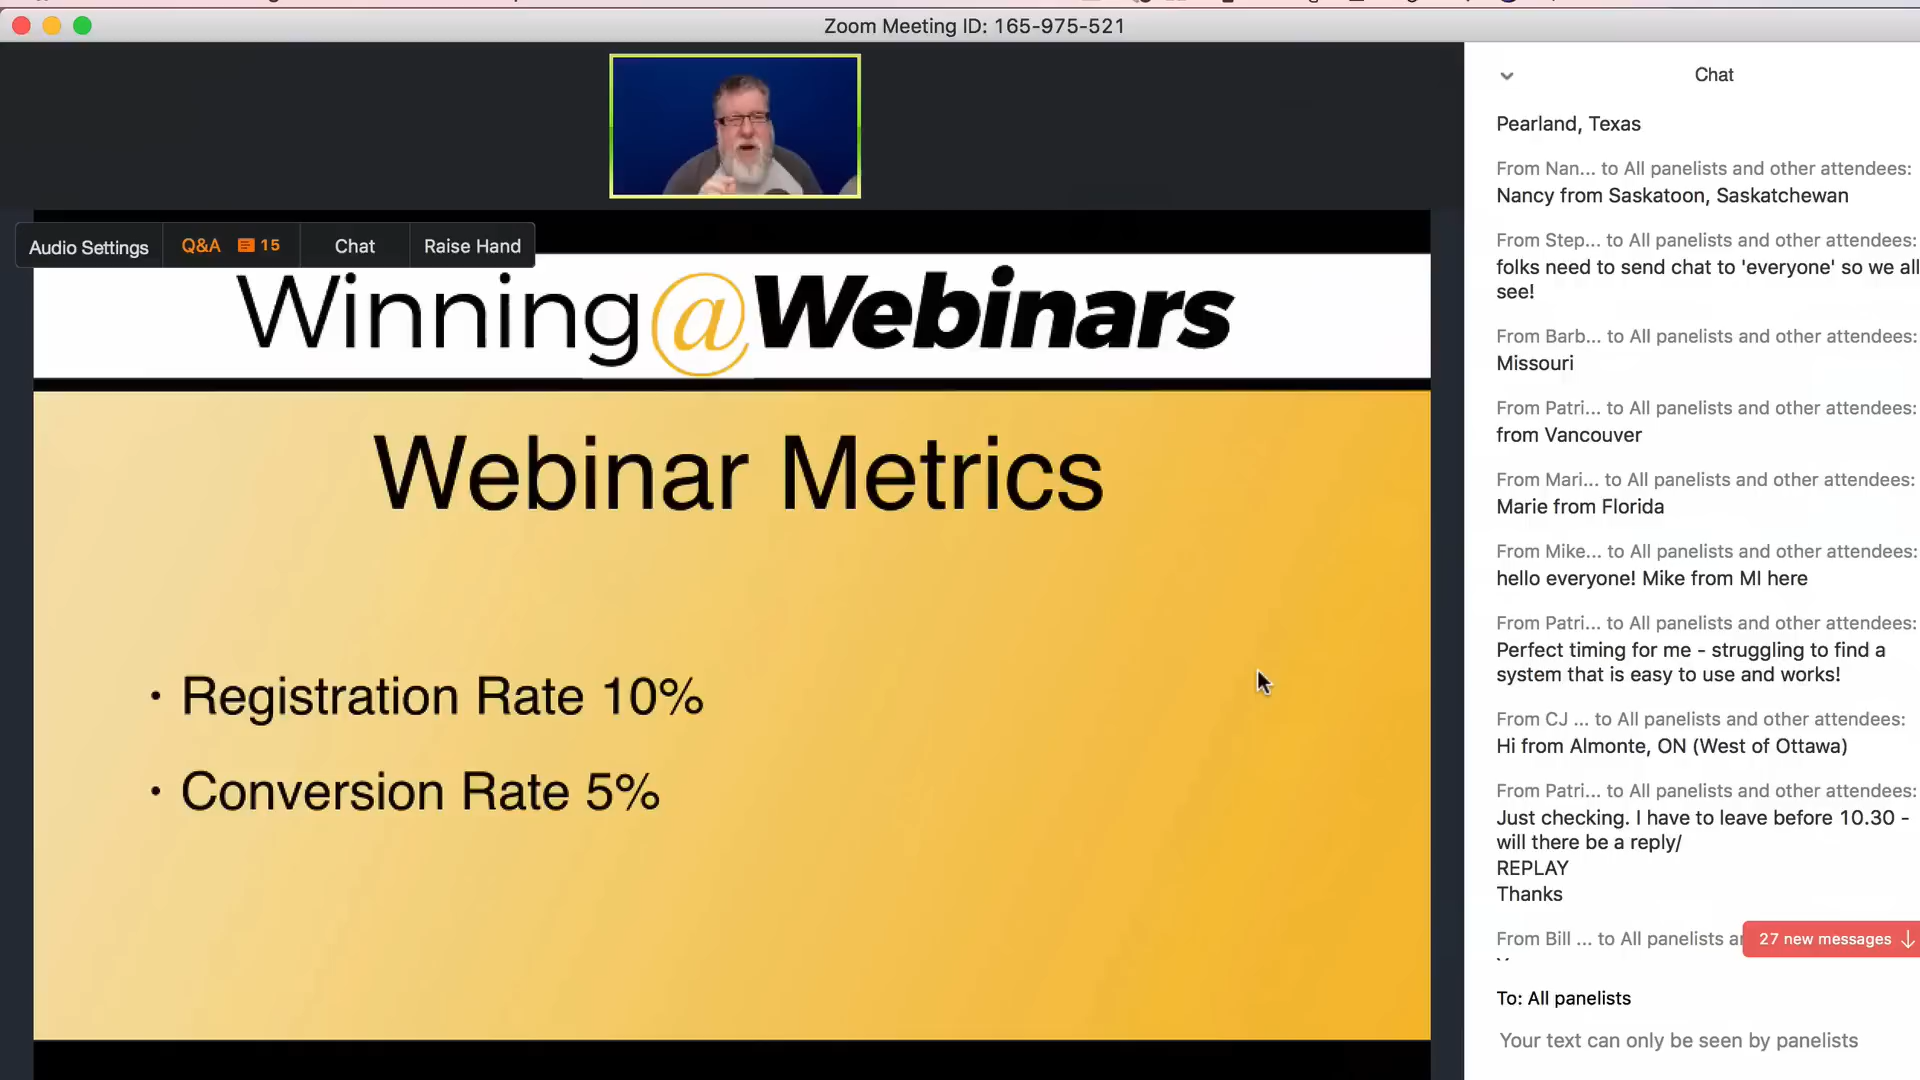 Zoom Meeting ID: 165-975-521
Audio Settings
Q&A 15
Chat
Raise Hand
Winning@Webinars
Webinar Metrics
• Registration Rate 10%
• Conversion Rate 5%
Chat
Pearland, Texas
From Nan... to All panelists and other attendees:
Nancy from Saskatoon, Saskatchewan
From Step... to All panelists and other attendees:
folks need to send chat to 'everyone' so we all
see!
From Barb... to All panelists and other attendees:
Missouri
From Patri... to All panelists and other attendees:
from Vancouver
From Mari... to All panelists and other attendees:
Marie from Florida
From Mike... to All panelists and other attendees:
hello everyone! Mike from MI here
From Patri... to All panelists and other attendees:
Perfect timing for me - struggling to find a
system that is easy to use and works!
From CJ ... to All panelists and other attendees:
Hi from Almonte, ON (West of Ottawa)
From Patri... to All panelists and other attendees:
Just checking. I have to leave before 10.30 -
will there be a reply/
REPLAY
Thanks
From Bill ... to All panelists
27 new messages
To: All panelists
Your text can only be seen by panelists